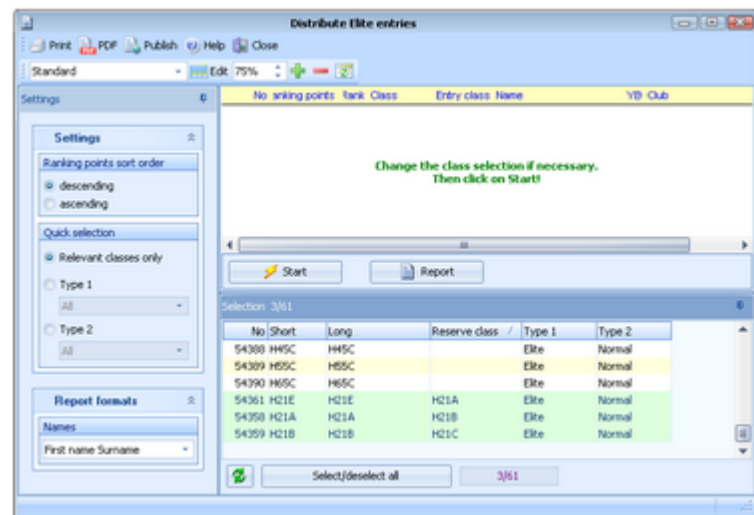 Distribute Elite entries
Print PDF Publish Help Close
Standard Edit 75%
Settings
No anking points Rank Class Entry class Name YB Club
Settings
Ranking points sort order
descending
ascending
Change the class selection if necessary.
Then click on Start!
Quick selection
Relevant classes only
Type 1
All
Type 2
All
Start Report
Selection 3/61
No Short Long Reserve class Type 1 Type 2
54388 H45C H45C Elite Normal
54389 H55C H55C Elite Normal
54390 H65C H65C Elite Normal
54361 H21E H21E H21A Elite Normal
54358 H21A H21A H21B Elite Normal
54359 H21B H21B H21C Elite Normal
Report formats
Names
First name Surname
Select/deselect all 3/61